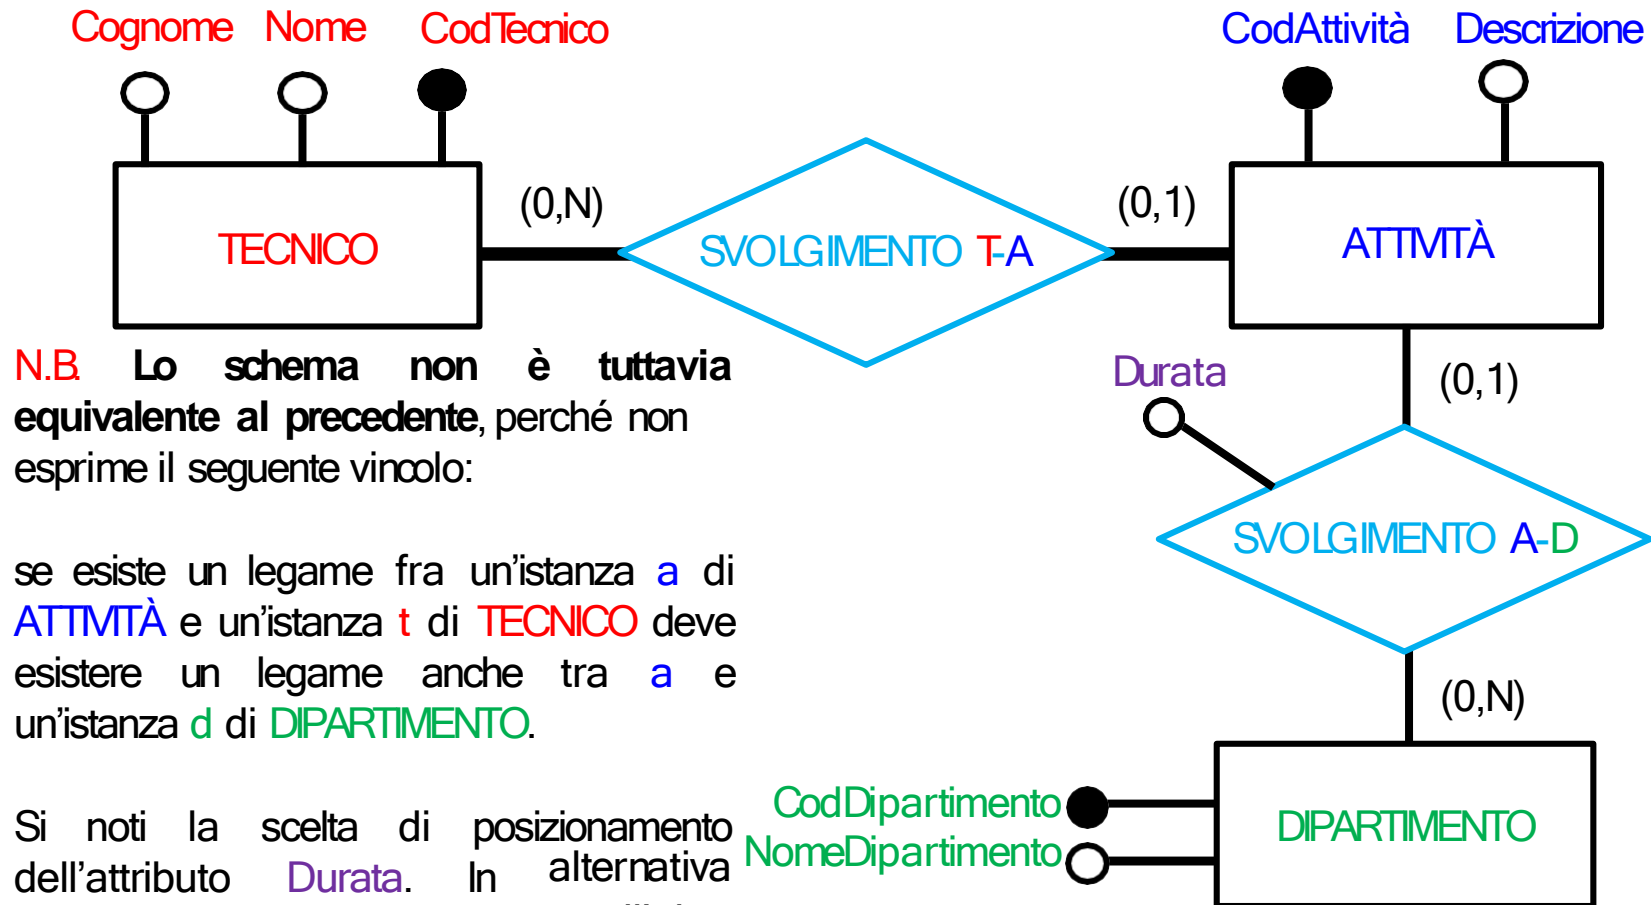 Cognome Nome CodTecnico
CodAttività Descrizione
TECNICO
(0,N)
SVOLGIMENTO T-A
(0,1)
ATTIVITÀ
N.B. Lo schema non è tuttavia
equivalente al precedente, perché non
esprime il seguente vincolo:
se esiste un legame fra un'istanza a di
ATTIVITÀ e un'istanza t di TECNICO deve
esistere un legame anche tra a e
un'istanza d di DIPARTIMENTO.
Si noti la scelta di posizionamento
dell'attributo Durata. In alternativa
Durata
(0,1)
SVOLGIMENTO A-D
(0,N)
CodDipartimento
NomeDipartimento
DIPARTIMENTO